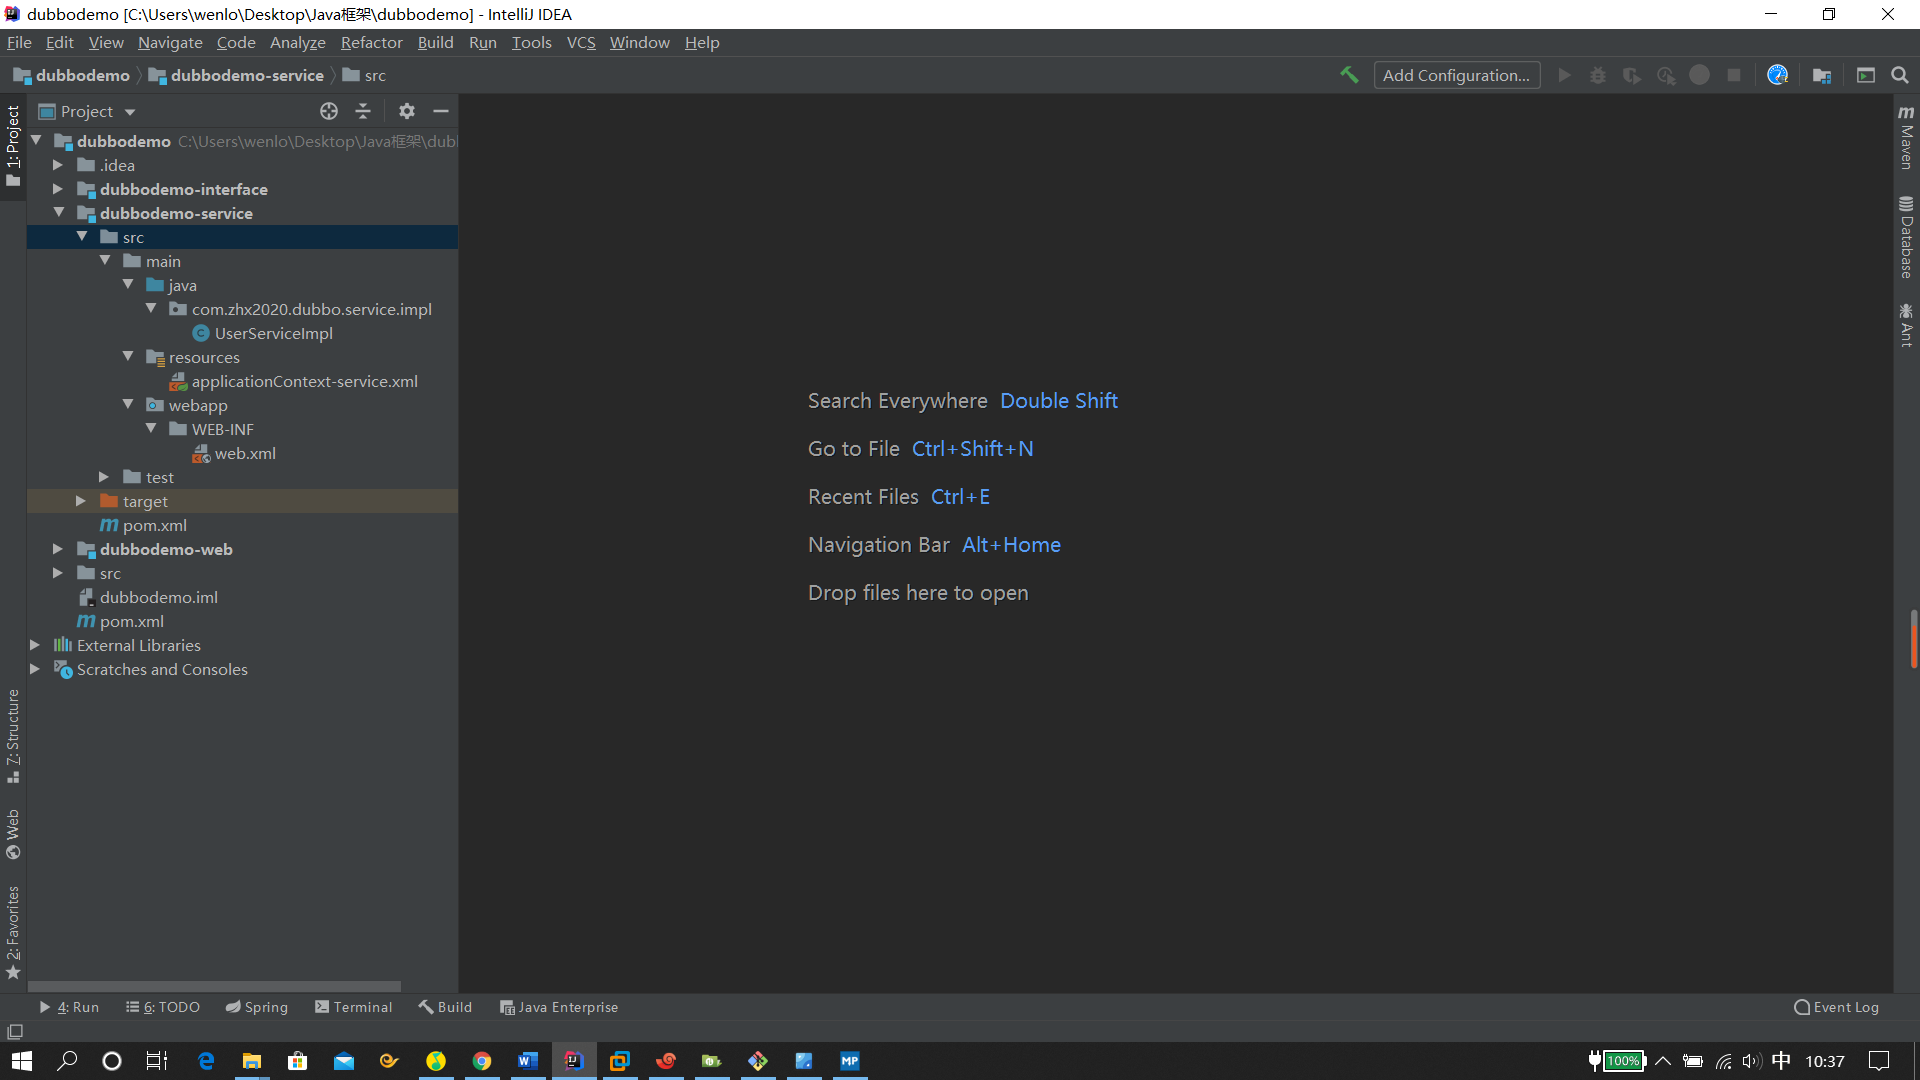 dubbodemo [C:\Users\wenlo\Desktop\Java框架\dubbodemo] - IntelliJ IDEA
File Edit View Navigate Code Analyze Refactor Build Run Tools VCS Window Help
dubbodemo dubbodemo-service src Add Configuration...
1: Project
Project
dubbodemo C:\Users\wenlo\Desktop\Java框架\dubl
.idea
dubbodemo-interface
dubbodemo-service
src
main
java
com.zhx2020.dubbo.service.impl
UserServiceImpl
resources
applicationContext-service.xml
webapp
WEB-INF
web.xml
test
target
pom.xml
dubbodemo-web
src
dubbodemo.iml
pom.xml
External Libraries
Scratches and Consoles
Search Everywhere Double Shift
Go to File Ctrl+Shift+N
Recent Files Ctrl+E
Navigation Bar Alt+Home
Drop files here to open
Maven
Database
Ant
7: Structure
Web
2: Favorites
4: Run 6: TODO Spring Terminal Build Java Enterprise Event Log
100% 中 10:37